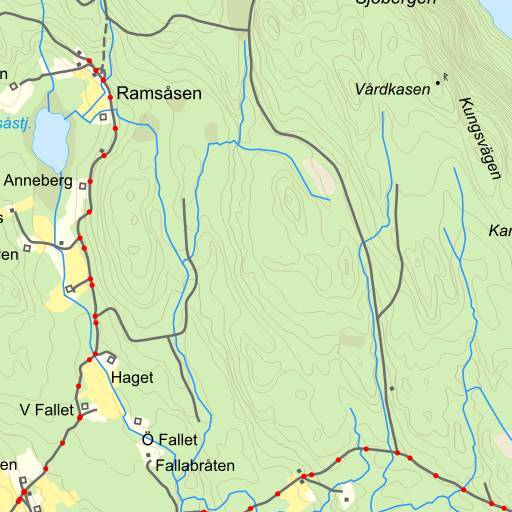 Sjöbergen
Ramsåsen
Vårdkasen
R
Kungsvägen
Anneberg
Haget
V Fallet
Ö Fallet
Fallabråten